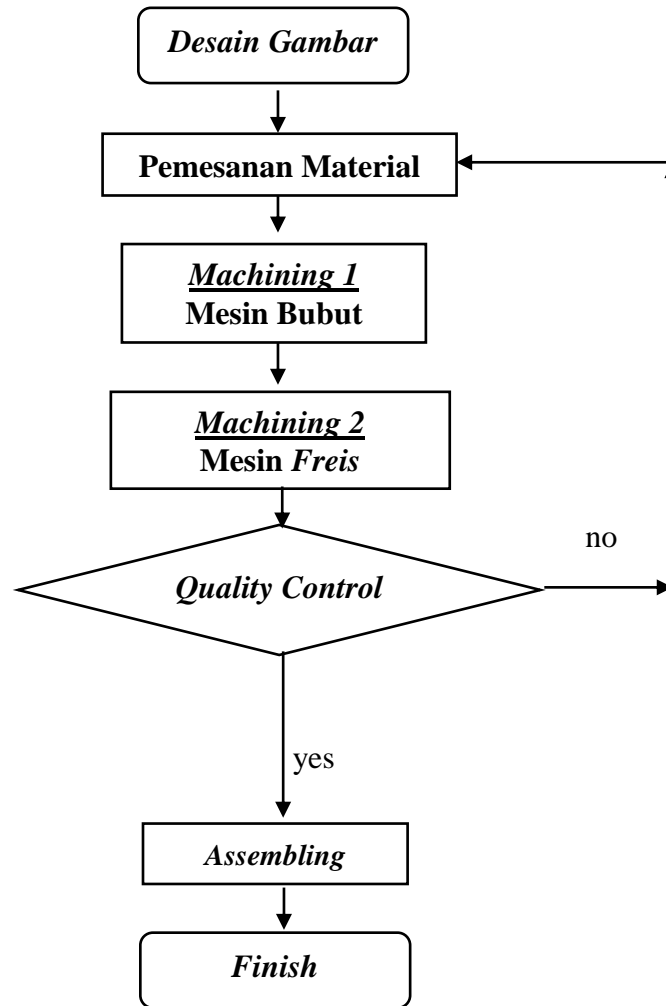 Desain Gambar
Pemesanan Material
Machining 1
Mesin Bubut
Machining 2
Mesin Freis
no
Quality Control
yes
Assembling
Finish